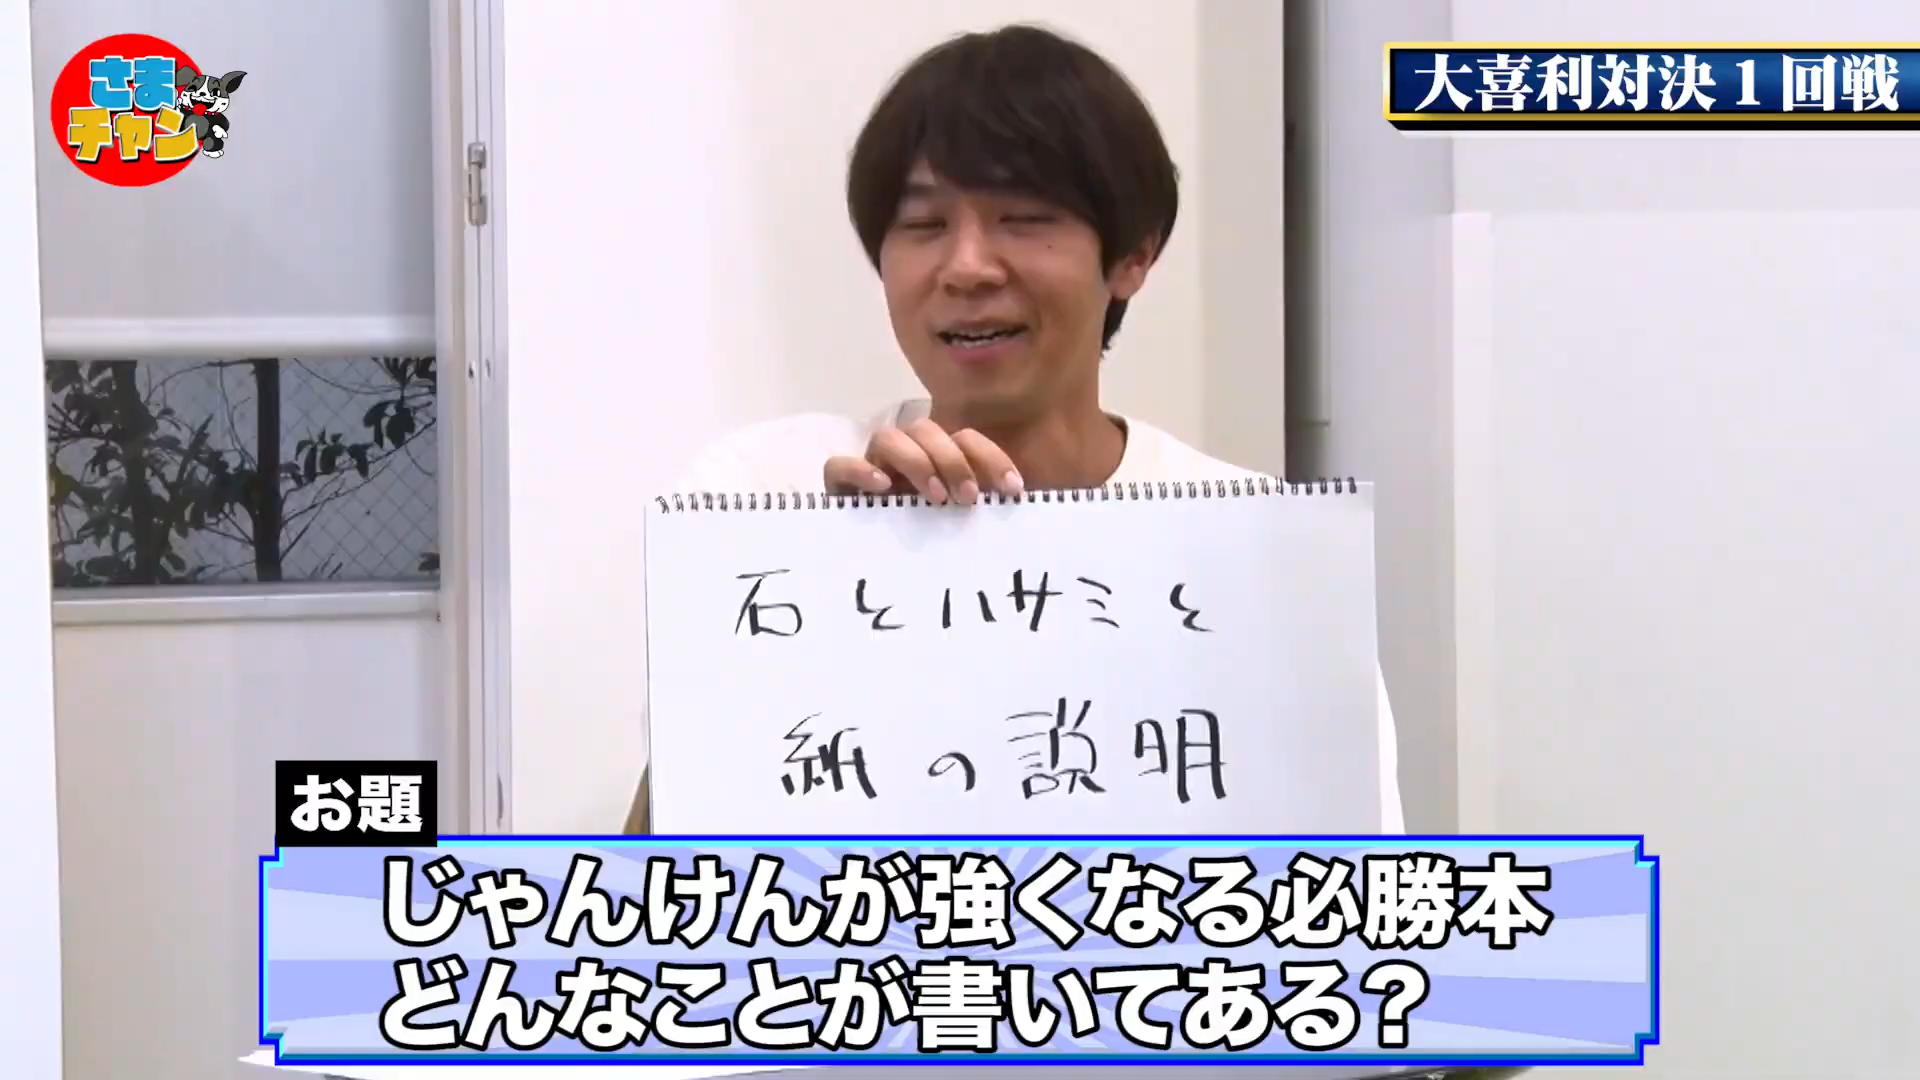 さま
チャン
大喜利対決1回戦
石とハサミと
紙の説明
お題
じゃんけんが強くなる必勝本
どんなことが書いてある?